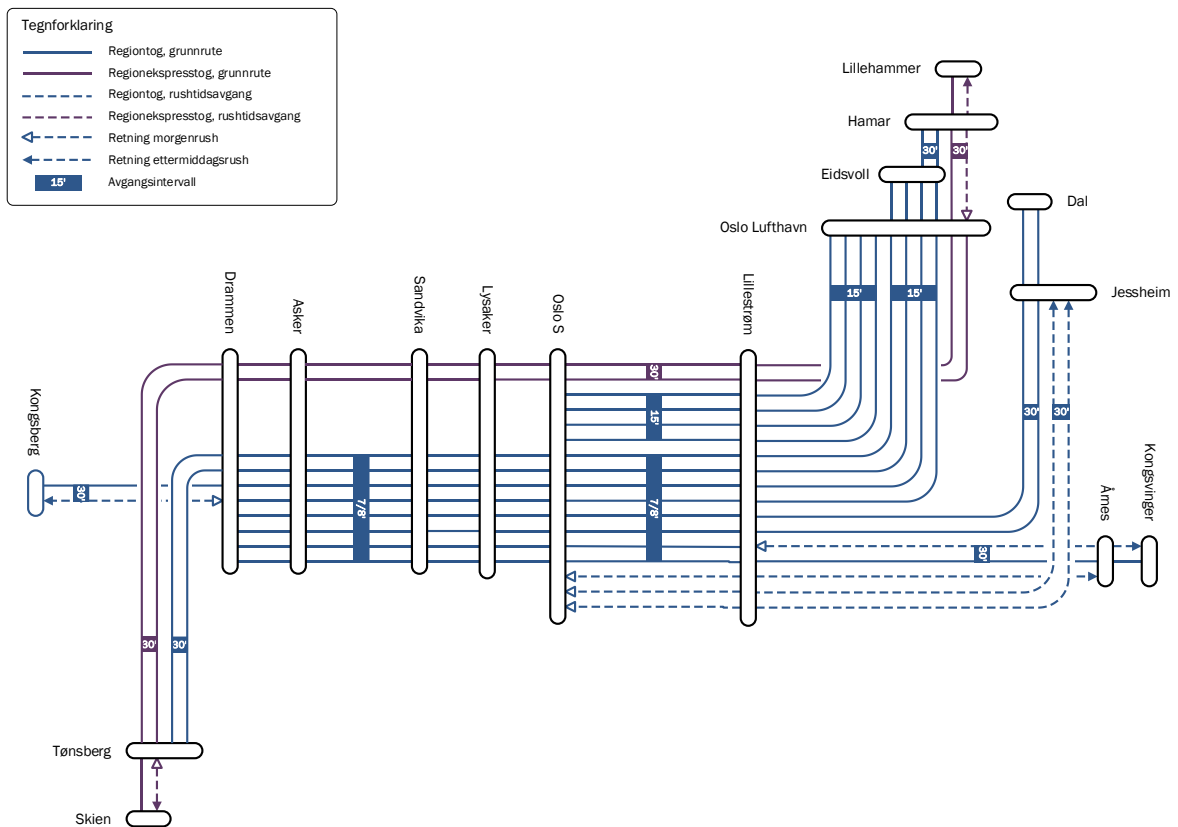 Tegnforklaring
Regiontog, grunnrute
Regionekspresstog, grunnrute
Regiontog, rushtidsavgang
Regionekspresstog, rushtidsavgang
Retning morgenrush
Retning ettermiddagsrush
15'
Avgangsintervall
Lillehammer
Hamar
30'
30'
Eidsvoll
Dal
Oslo Lufthavn
Jessheim
15'
15'
Drammen
Asker
Sandvika
Lysaker
Oslo S
Lillestrøm
30'
15'
30'
30'
Kongsberg
30'
7/8'
7/8'
Årnes
Kongsvinger
30'
30'
30'
Tønsberg
Skien